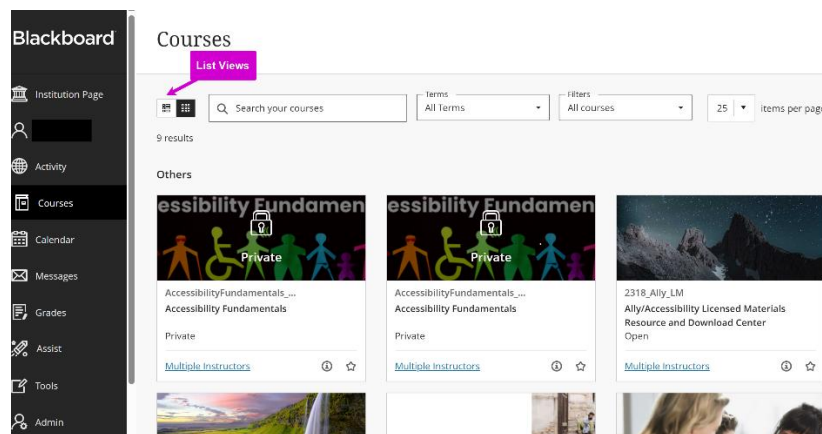 Blackboard
Institution Page
Activity
Courses
Calendar
Messages
Grades
Assist
Tools
Admin
Courses
List Views
Search your courses
Terms
All Terms
Filters
All courses
25
items per page
9 results
Others
essibility Fundamen
Private
AccessibilityFundamentals_...
Accessibility Fundamentals
Private
Multiple Instructors
essibility Fundamen
Private
AccessibilityFundamentals_...
Accessibility Fundamentals
Private
Multiple Instructors
2318_Ally_LM
Ally/Accessibility Licensed Materials
Resource and Download Center
Open
Multiple Instructors